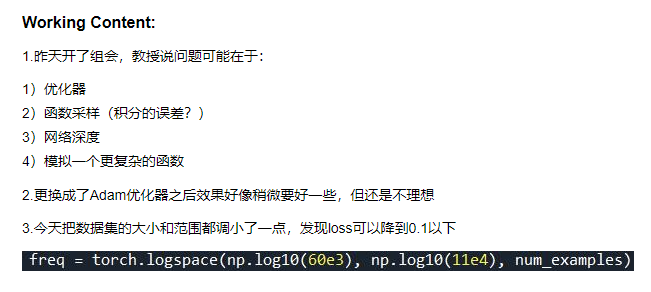 Working Content:
1.昨天开了组会，教授说问题可能在于：
1）优化器
2）函数采样（积分的误差？）
3）网络深度
4）模拟一个更复杂的函数
2.更换成了Adam优化器之后效果好像稍微要好一些，但还是不理想
3.今天把数据集的大小和范围都调小了一点，发现loss可以降到0.1以下
freq = torch.logspace(np.log10(60e3), np.log10(11e4), num_examples)